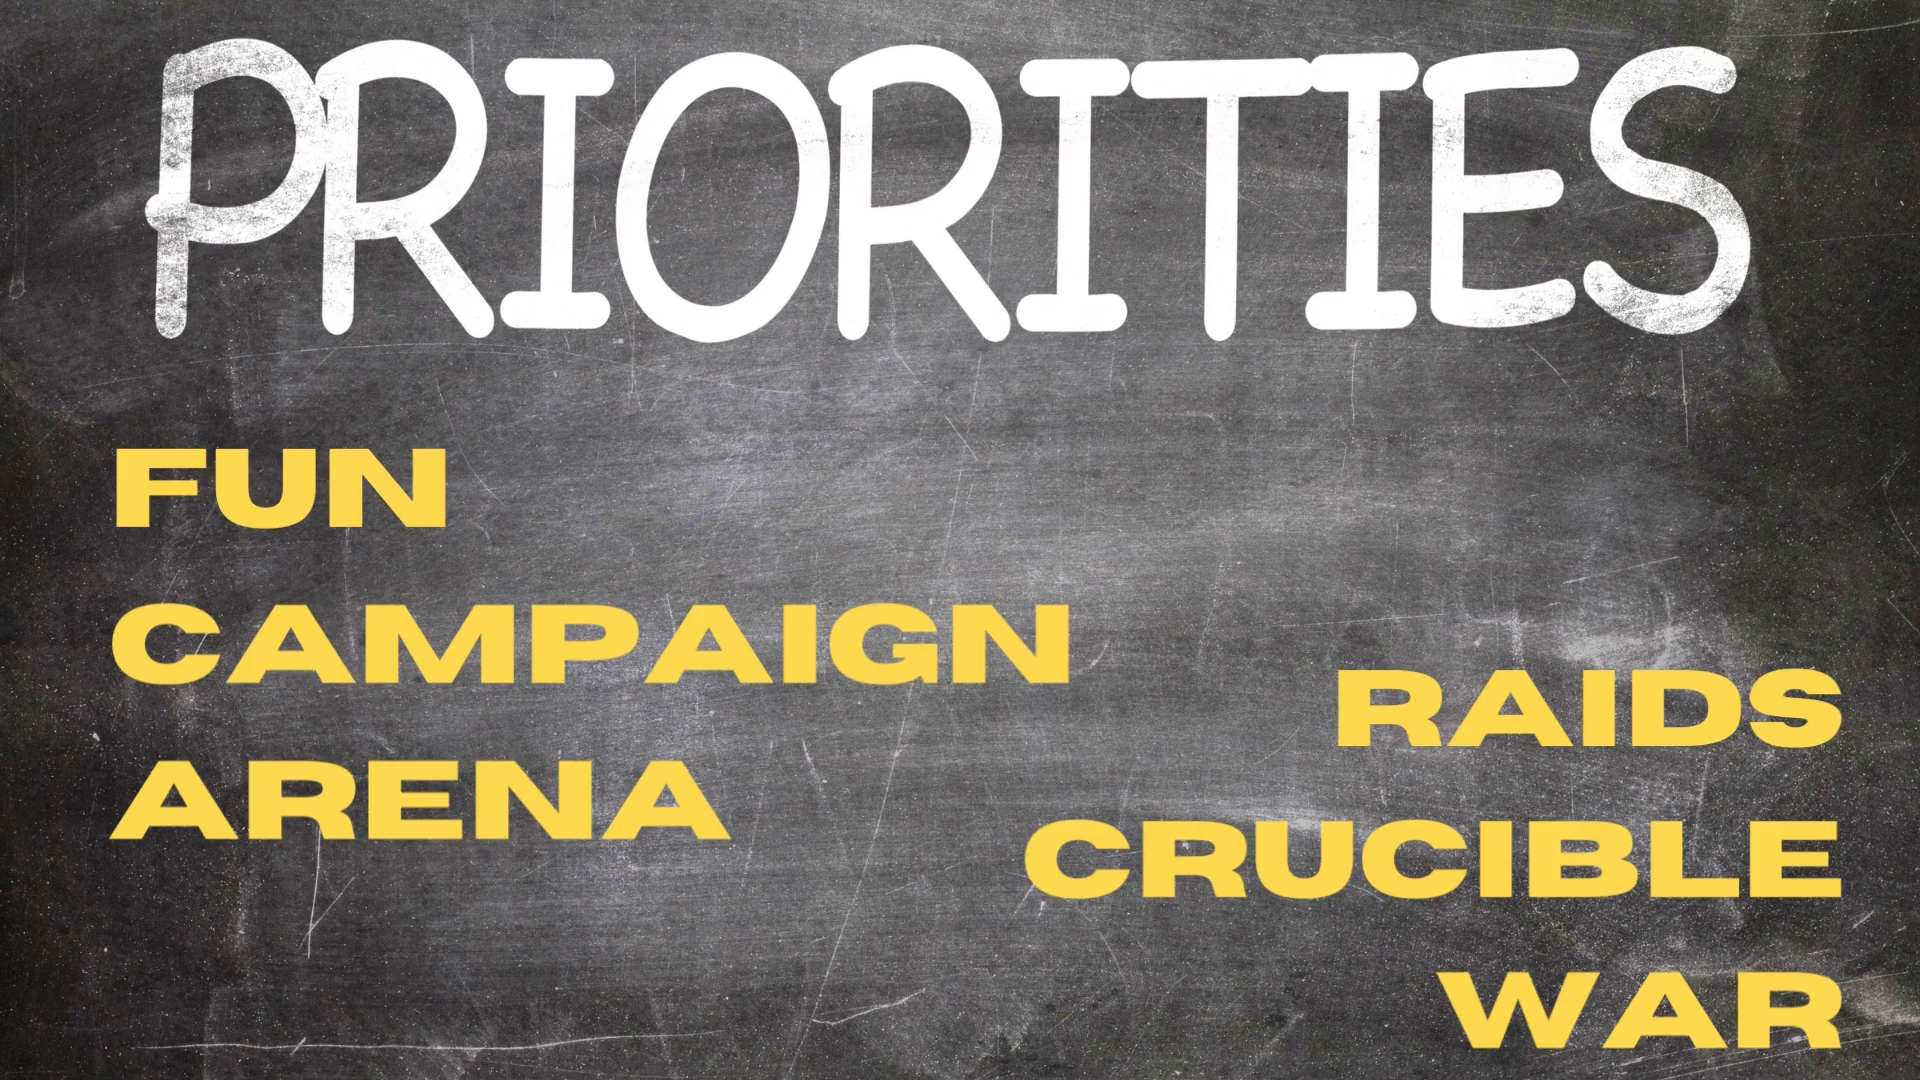 PRIORITIES
FUN
CAMPAIGN
ARENA
RAIDS
CRUCIBLE
WAR